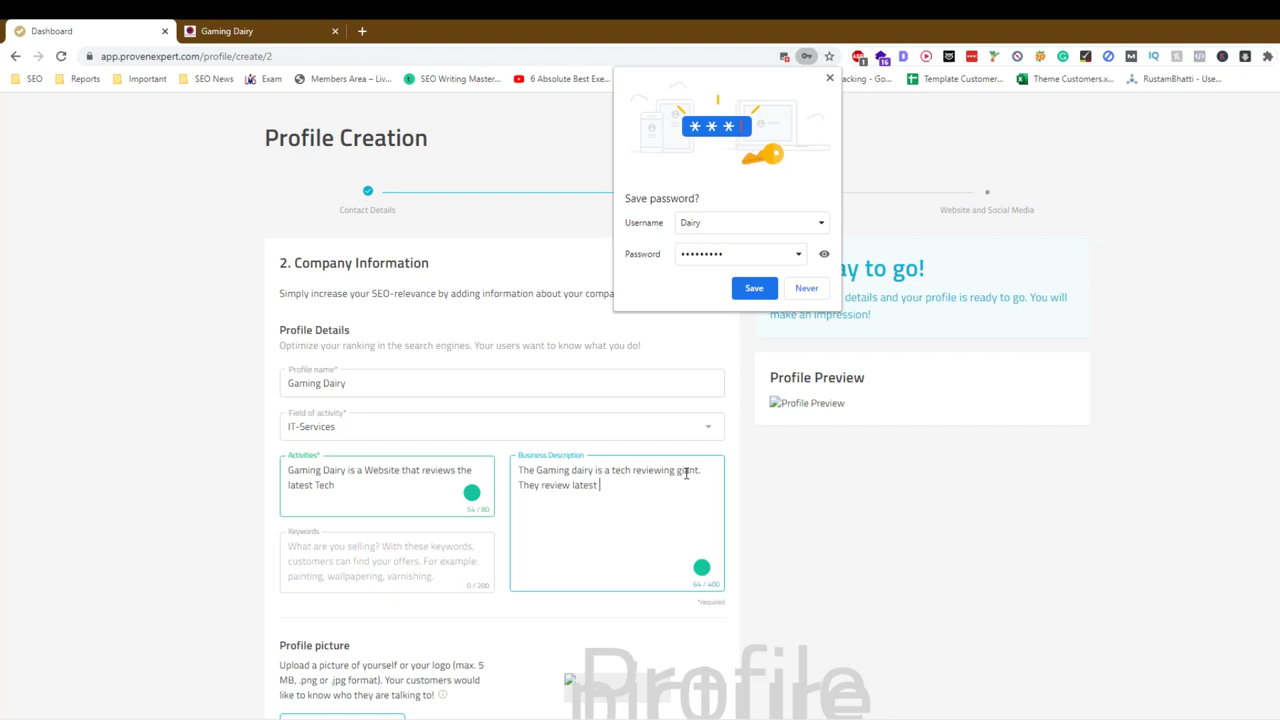 Dashboard
Gaming Dairy
app.provenexpert.com/profile/create/2
SEO
Reports
Important
SEO News
Exam
Members Area – Liv...
SEO Writing Master...
6 Absolute Best Exe...
acking - Go...
Template Customer...
Theme Customers.x...
RustamBhatti - Use...
1
16
* * *
Save password?
Username
Dairy
Password
•••••••••
Save
Never
Profile Creation
Contact Details
Website and Social Media
2. Company Information
Simply increase your SEO-relevance by adding information about your compa
Profile Details
Optimize your ranking in the search engines. Your users want to know what you do!
Profile name*
Gaming Dairy
Field of activity*
IT-Services
Activities*
Gaming Dairy is a Website that reviews the
latest Tech
54 / 80
Business Description
The Gaming dairy is a tech reviewing giant.
They review latest
64 / 400
Keywords
What are you selling? With these keywords,
customers can find your offers. For example:
painting, wallpapering, varnishing.
0 / 200
*required
Profile picture
Upload a picture of yourself or your logo (max. 5
MB, .png or .jpg format). Your customers would
like to know who they are talking to!
ay to go!
details and your profile is ready to go. You will
make an impression!
Profile Preview
Profile Preview
Profile